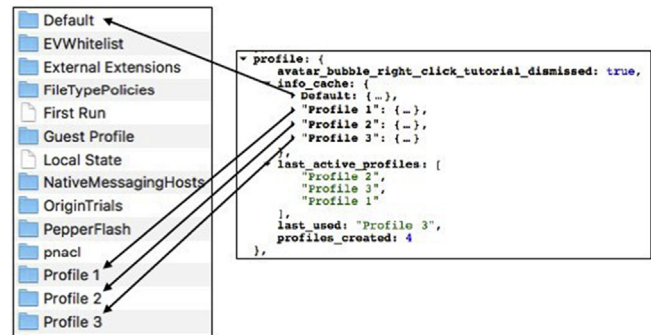 Default
EVWhitelist
External Extensions
FileTypePolicies
First Run
Guest Profile
Local State
NativeMessagingHosts
OriginTrials
PepperFlash
pnacl
Profile 1
Profile 2
Profile 3
profile: {
avatar_bubble_right_click_tutorial_dismissed: true,
info_cache: {
Default: {…},
"Profile 1": {…},
"Profile 2": {…},
"Profile 3": {…}
},
last_active_profiles: [
"Profile 2",
"Profile 3",
"Profile 1"
],
last_used: "Profile 3",
profiles_created: 4
},